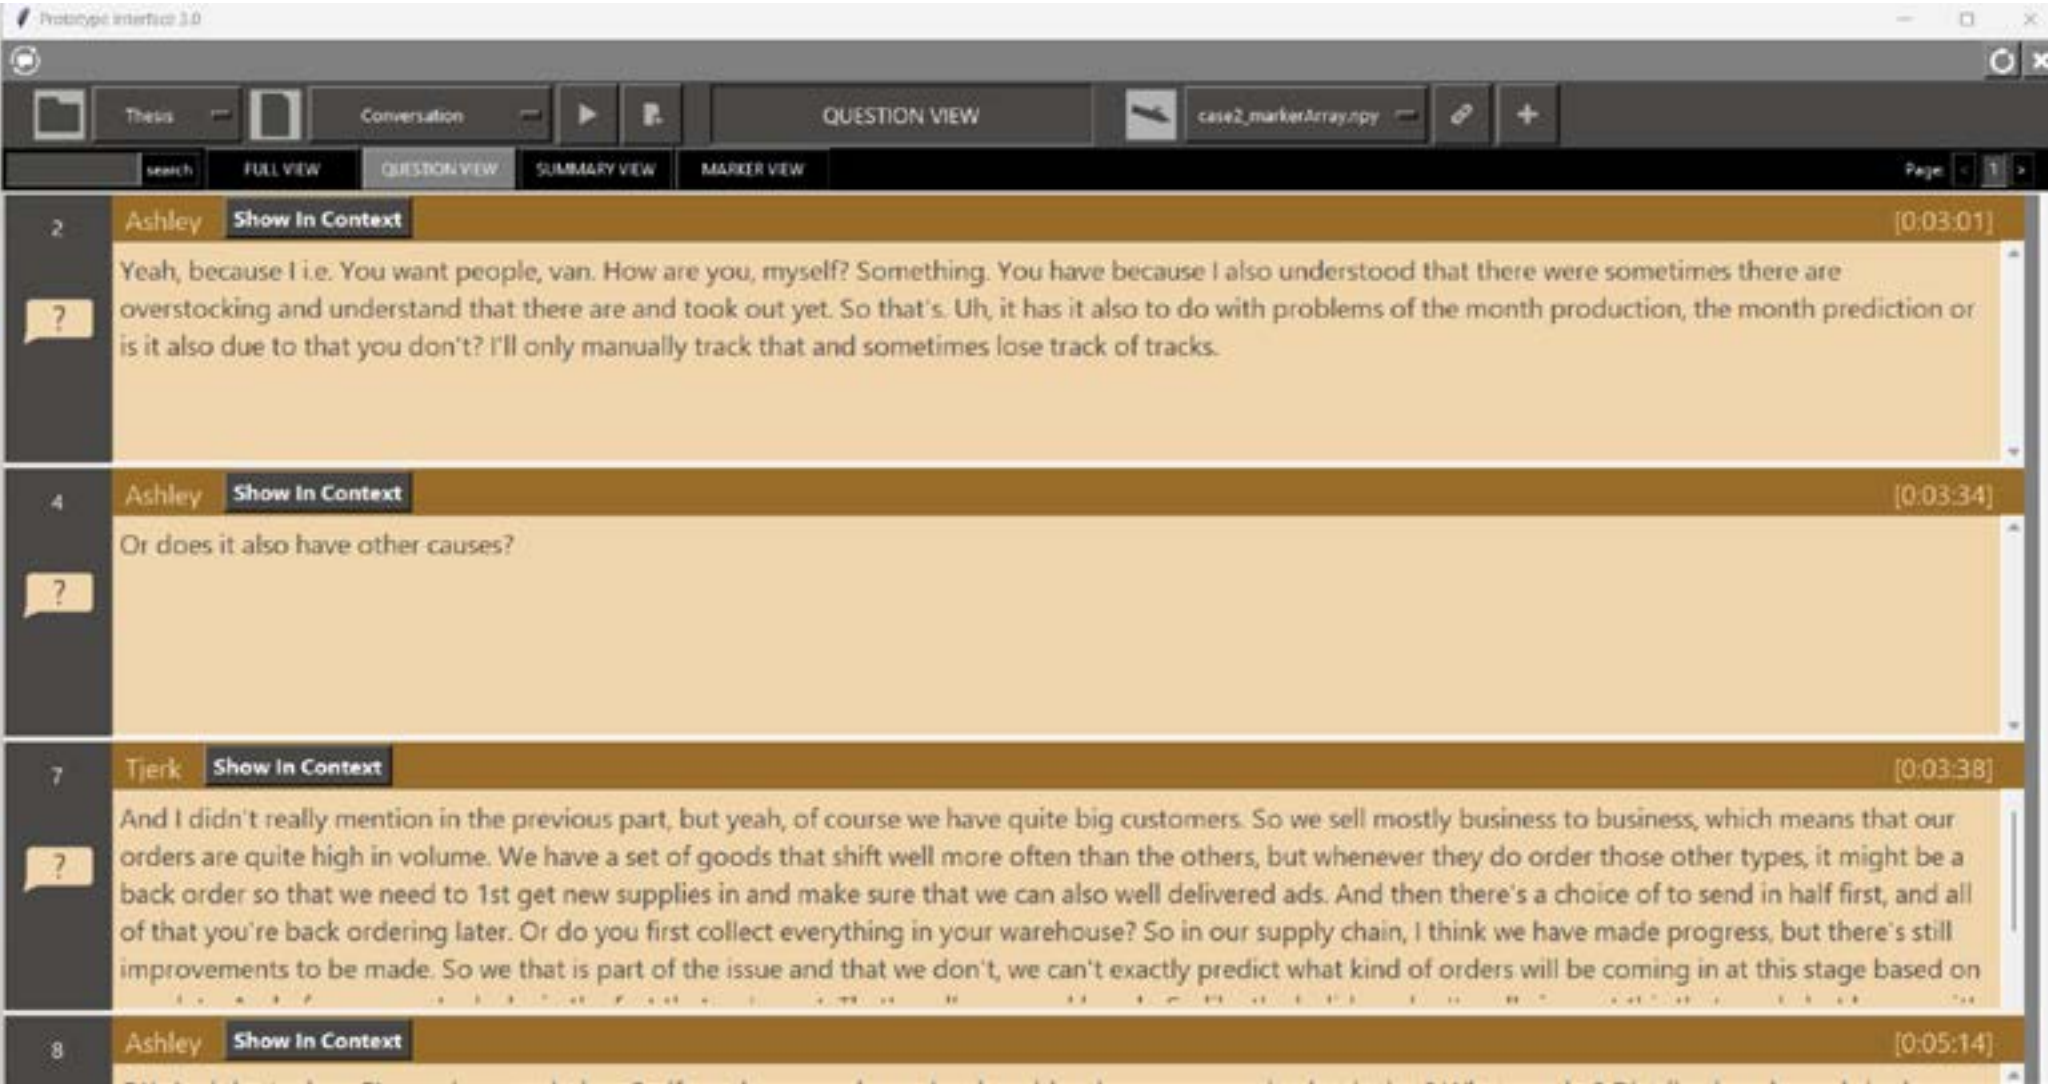 Prototype interface 3.0
Thesis
Conversation
QUESTION VIEW
case2_markerArray.npy
search
FULL VIEW
QUESTION VIEW
SUMMARY VIEW
MARKER VIEW
Page: < 1 >
2 Ashley Show In Context [0:03:01]
Yeah, because I i.e. You want people, van. How are you, myself? Something. You have because I also understood that there were sometimes there are
?
overstocking and understand that there are and took out yet. So that's. Uh, it has it also to do with problems of the month production, the month prediction or
is it also due to that you don't? I'll only manually track that and sometimes lose track of tracks.
4 Ashley Show In Context [0:03:34]
Or does it also have other causes?
?
7 Tjerk Show In Context [0:03:38]
And I didn't really mention in the previous part, but yeah, of course we have quite big customers. So we sell mostly business to business, which means that our
orders are quite high in volume. We have a set of goods that shift well more often than the others, but whenever they do order those other types, it might be a
?
back order so that we need to 1st get new supplies in and make sure that we can also well delivered ads. And then there's a choice of to send in half first, and all
of that you're back ordering later. Or do you first collect everything in your warehouse? So in our supply chain, I think we have made progress, but there's still
improvements to be made. So we that is part of the issue and that we don't, we can't exactly predict what kind of orders will be coming in at this stage based on
8 Ashley Show In Context [0:05:14]